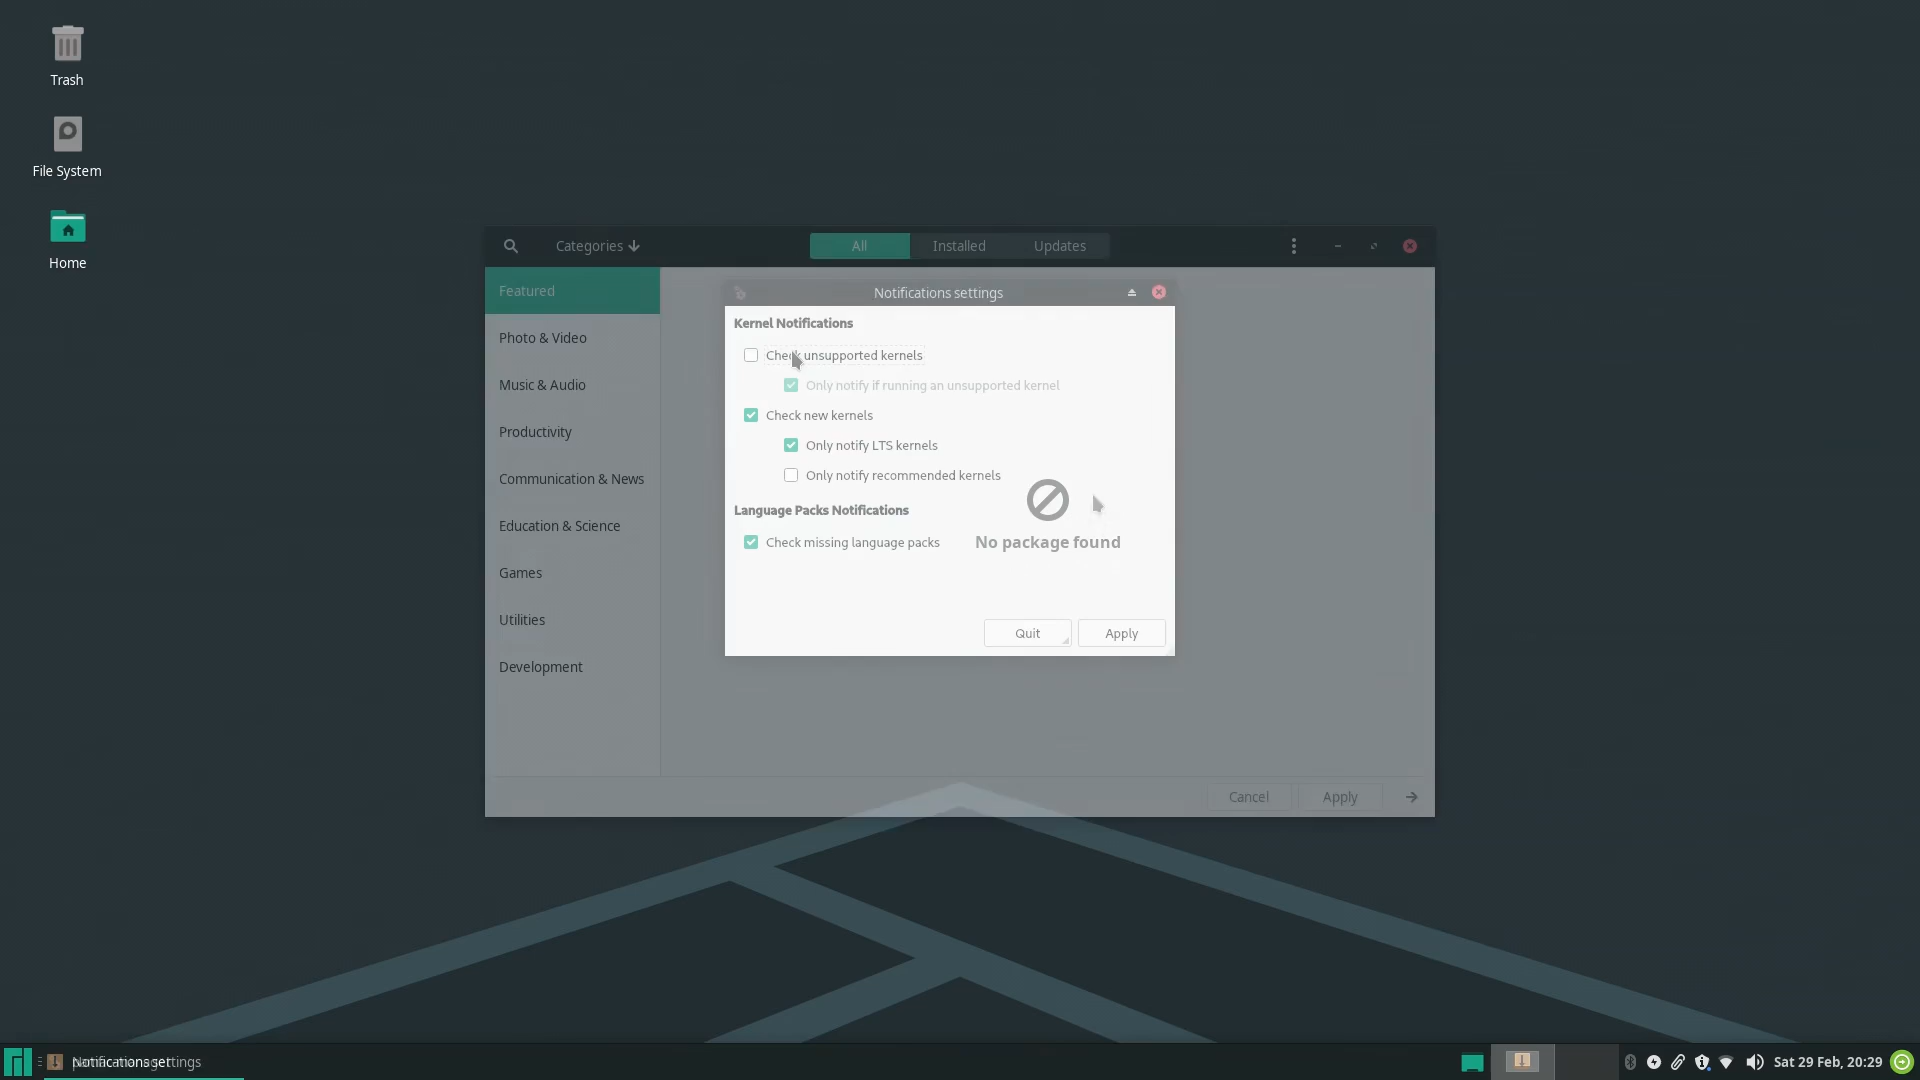 Trash
File System
Home
Categories
All
Installed
Updates
Featured
Photo & Video
Music & Audio
Productivity
Communication & News
Education & Science
Games
Utilities
Development
Notifications settings
Kernel Notifications
Check unsupported kernels
Only notify if running an unsupported kernel
Check new kernels
Only notify LTS kernels
Only notify recommended kernels
Language Packs Notifications
Check missing language packs
No package found
Quit
Apply
Cancel
Apply
Sat 29 Feb, 20:29